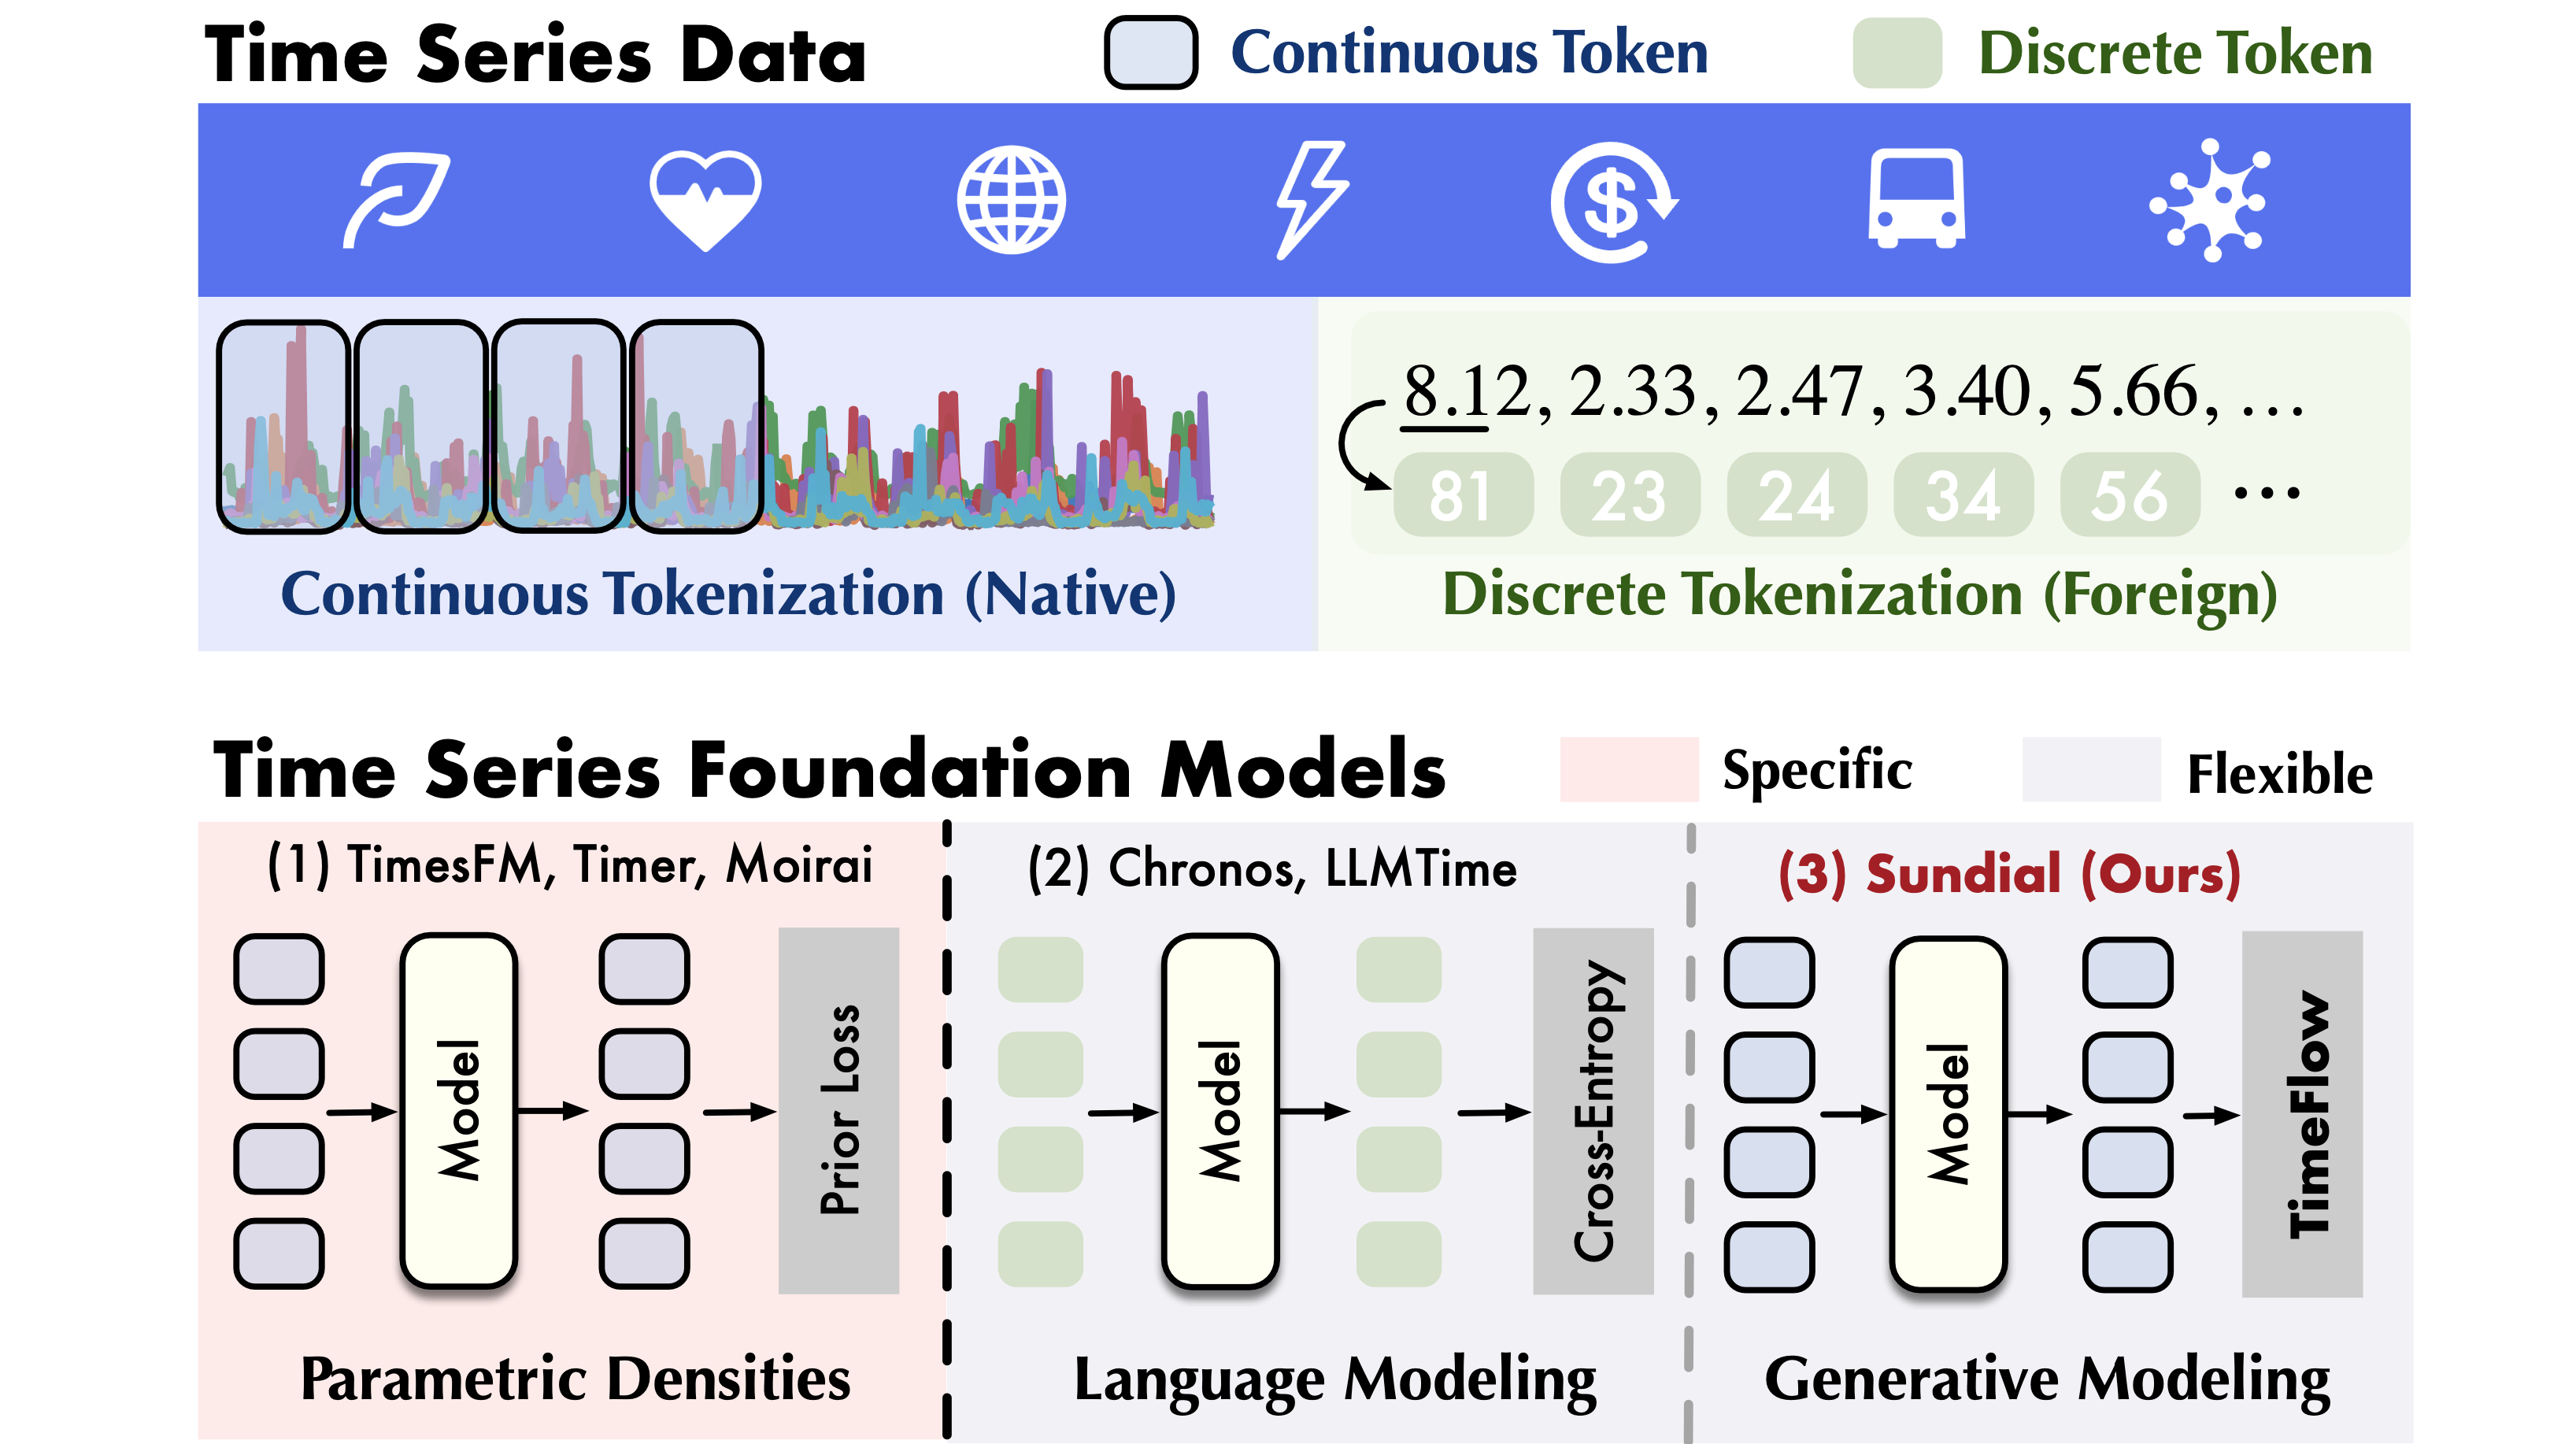 Time Series Data
Continuous Token
Discrete Token
$
8.12, 2.33, 2.47, 3.40, 5.66, ...
81 23 24 34 56 ...
Continuous Tokenization (Native)
Discrete Tokenization (Foreign)
Time Series Foundation Models
Specific
Flexible
(1) TimesFM, Timer, Moirai
Model
Prior Loss
Parametric Densities
(2) Chronos, LLMTime
Model
Cross-Entropy
Language Modeling
(3) Sundial (Ours)
Model
TimeFlow
Generative Modeling